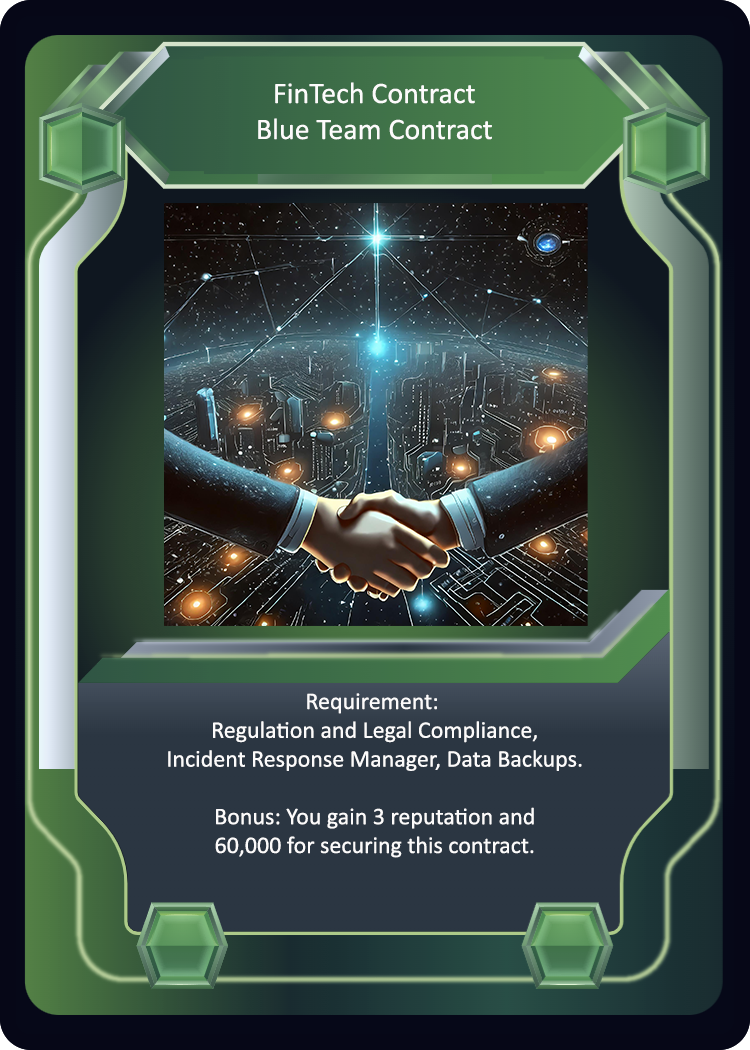 FinTech Contract
Blue Team Contract
Requirement:
Regulation and Legal Compliance,
Incident Response Manager, Data Backups.
Bonus: You gain 3 reputation and
60,000 for securing this contract.